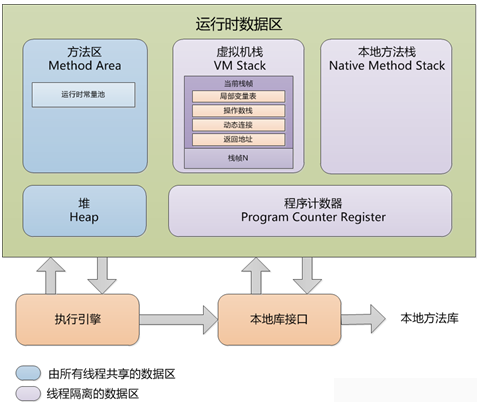 运行时数据区
方法区
Method Area
运行时常量池
虚拟机栈
VM Stack
当前栈帧
局部变量表
操作数栈
动态连接
返回地址
栈帧N
本地方法栈
Native Method Stack
堆
Heap
程序计数器
Program Counter Register
执行引擎
本地库接口
本地方法库
由所有线程共享的数据区
线程隔离的数据区